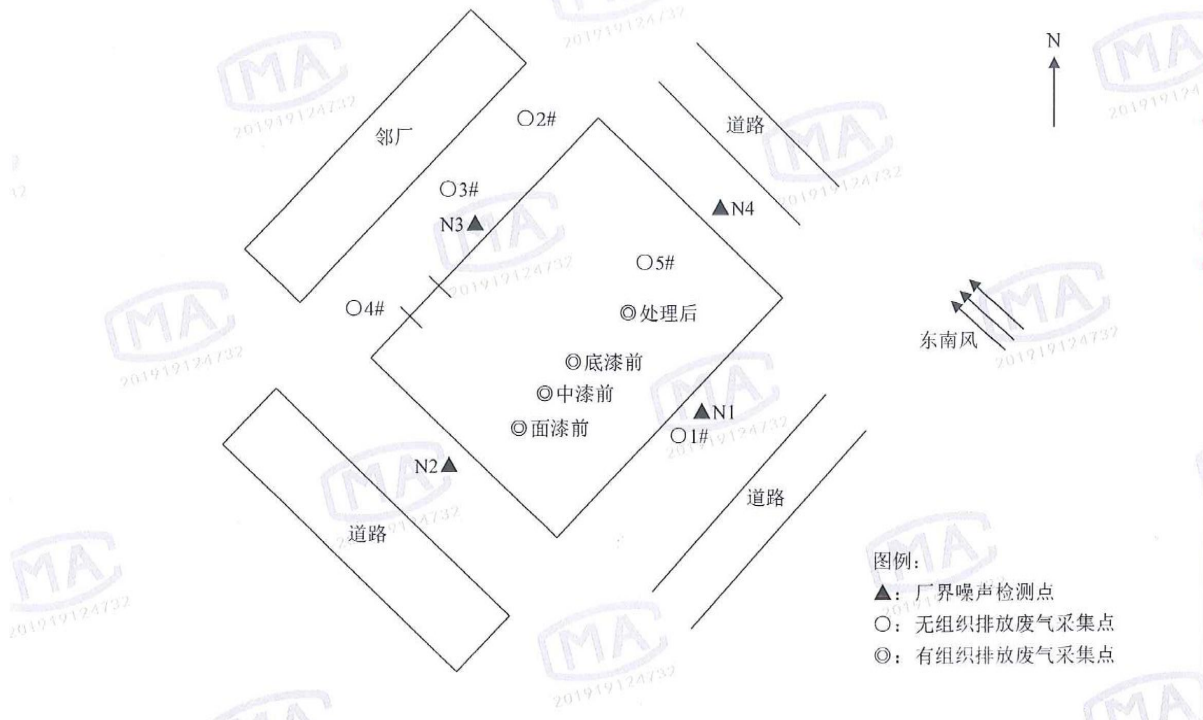 N
道路
○2#
邻厂
○3#
N3▲
▲N4
○5#
○4#
◎处理后
东南风
◎底漆前
◎中漆前
▲N1
◎面漆前
○1#
N2▲
道路
道路
图例：
▲：厂界噪声检测点
○：无组织排放废气采集点
◎：有组织排放废气采集点
MA
201919124732